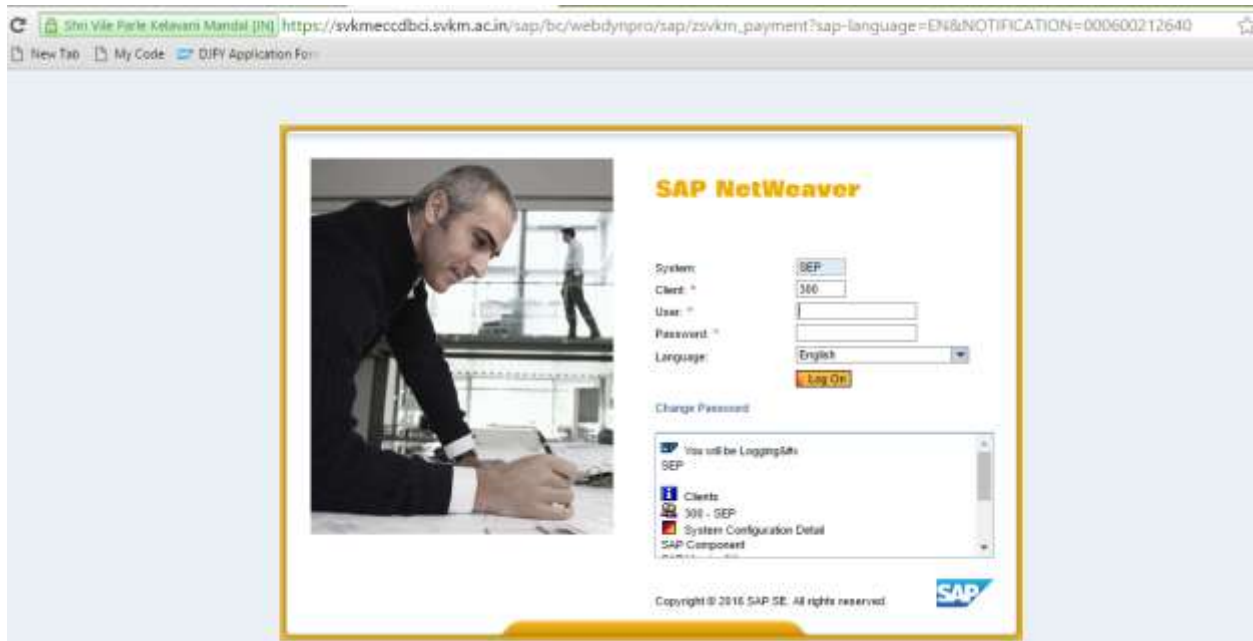 Shri Vile Parle Kelavani Mandal [IN] https://svkmeccdbci.svkm.ac.in/sap/bc/webdynpro/sap/zsvkm_payment?sap-language=EN&NOTIFICATION=000600212640
New Tab My Code DJFY Application Form
SAP NetWeaver
System: SEP
Client: * 300
User: *
Password: *
Language: English
Log On
Change Password
You will be Logging&#s
SEP
Clients
300 - SEP
System Configuration Detail
SAP Component
Copyright © 2016 SAP SE. All rights reserved.
SAP